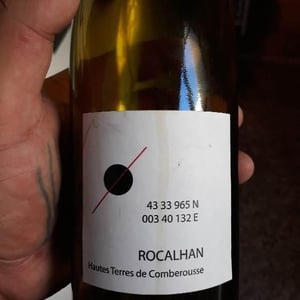 43 33 965 N
003 40 132 E
ROCALHAN
Hautes Terres de Comberousse